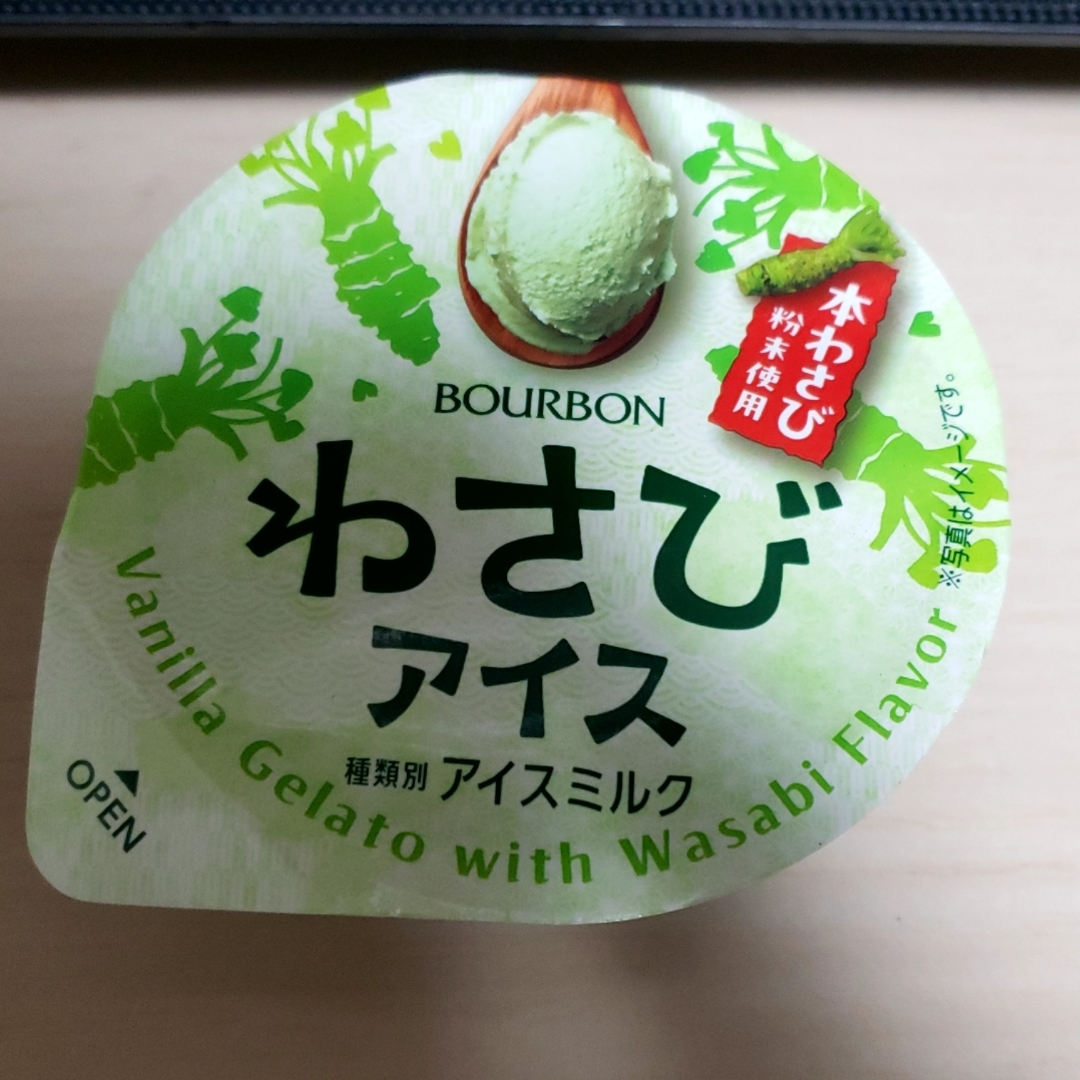 BOURBON
本わさび
粉末使用
わさび
アイス
種類別 アイスミルク
Vanilla Gelato with Wasabi Flavor
※写真はイメージです。
OPEN